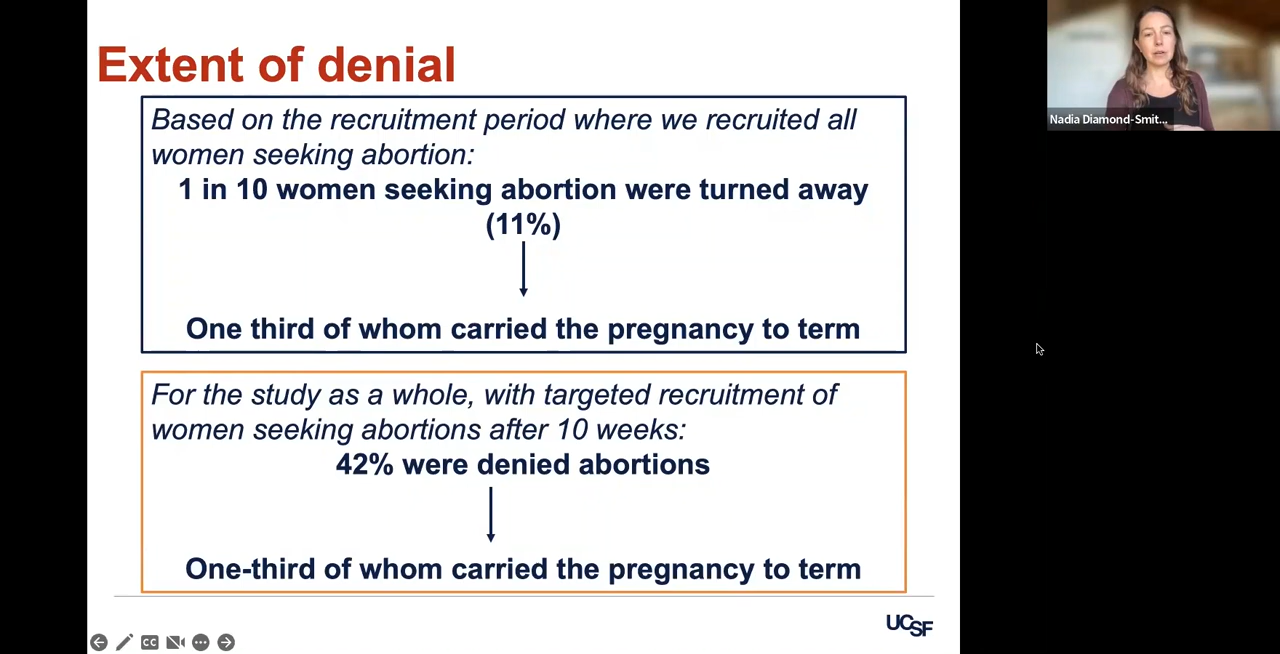 Extent of denial
Based on the recruitment period where we recruited all
women seeking abortion:
1 in 10 women seeking abortion were turned away
(11%)
One third of whom carried the pregnancy to term
For the study as a whole, with targeted recruitment of
women seeking abortions after 10 weeks:
42% were denied abortions
One-third of whom carried the pregnancy to term
UCSF
CC
Nadia Diamond-Smit...